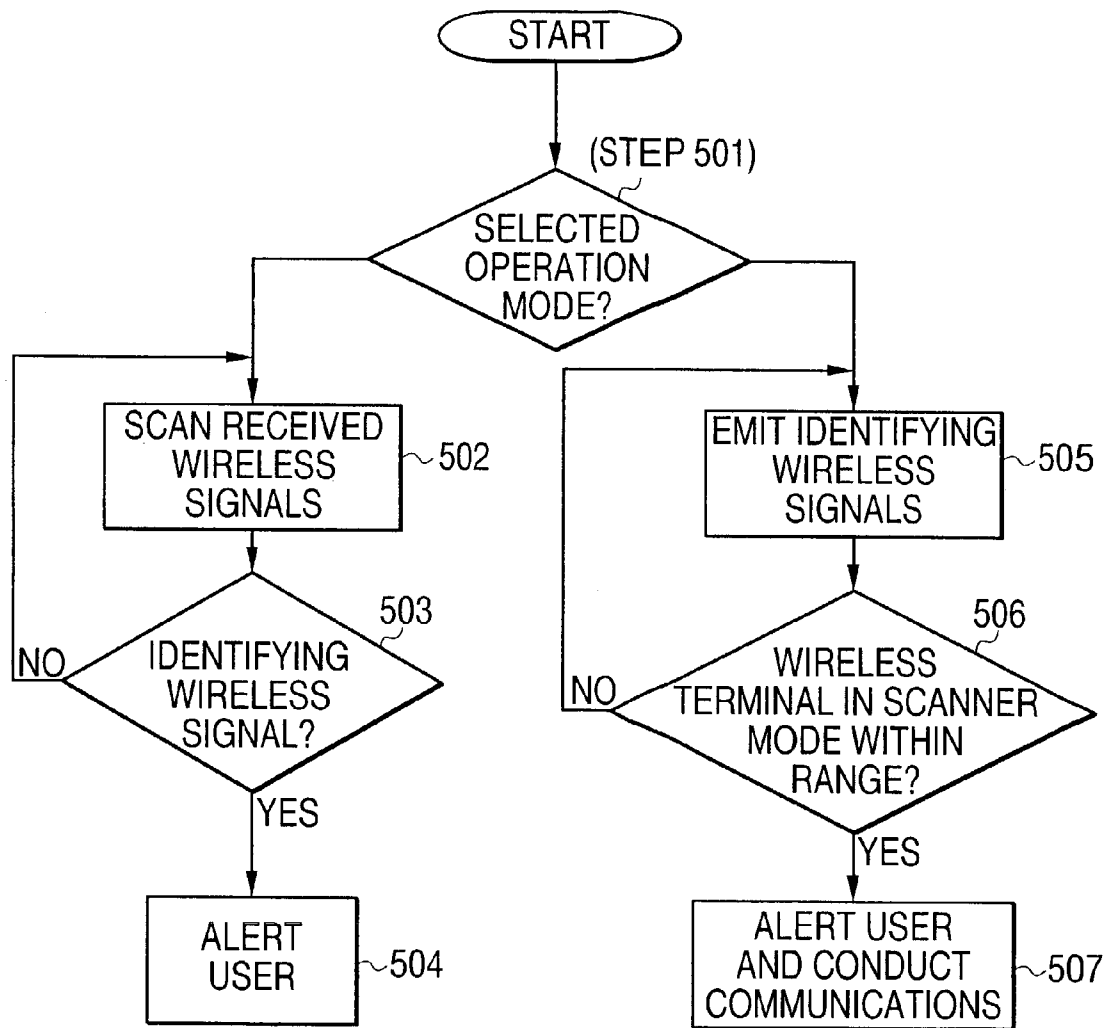 START
(STEP 501)
SELECTED
OPERATION
MODE?
SCAN RECEIVED
WIRELESS
SIGNALS
502
IDENTIFYING
WIRELESS
SIGNAL?
503
NO
YES
ALERT
USER
504
EMIT IDENTIFYING
WIRELESS
SIGNALS
505
WIRELESS
TERMINAL IN SCANNER
MODE WITHIN
RANGE?
506
NO
YES
ALERT USER
AND CONDUCT
COMMUNICATIONS
507